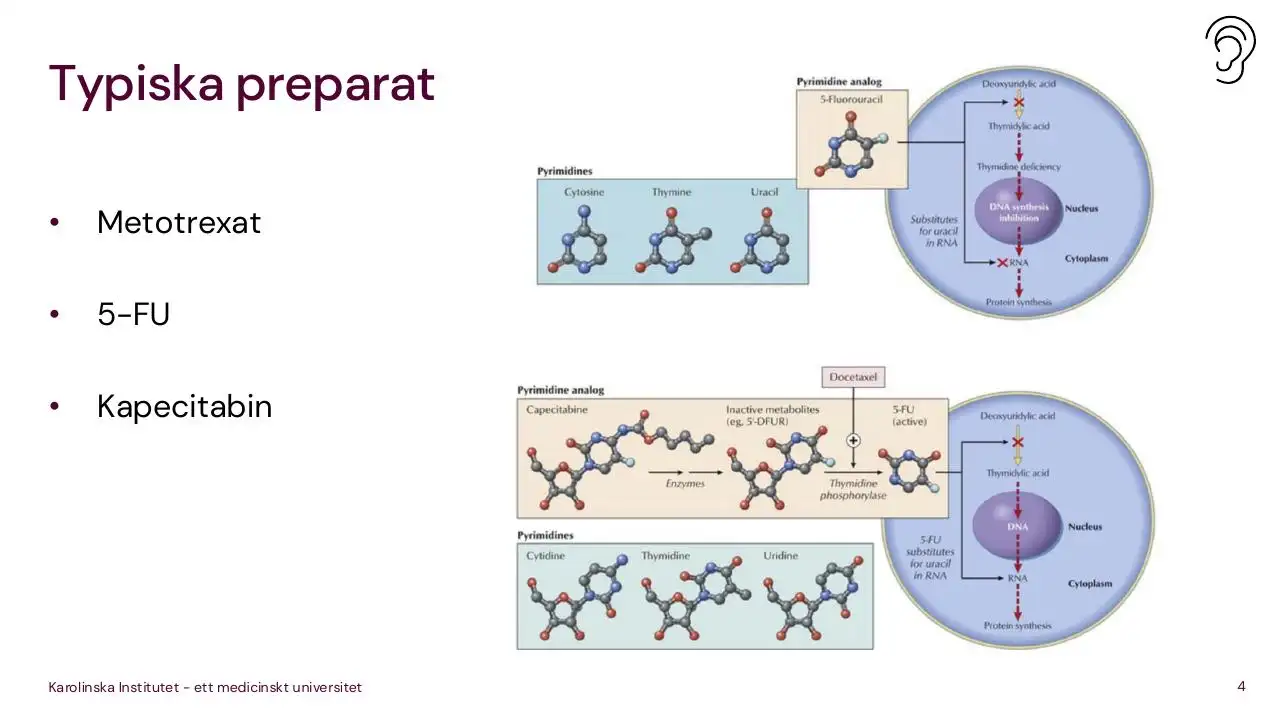 Typiska preparat
• Metotrexat
• 5-FU
• Kapecitabin
Pyrimidine analog
5-Fluorouracil
Pyrimidines
Cytosine
Thymine
Uracil
Deoxyuridylic acid
Thymidylic acid
Thymidine deficiency
DNA synthesis
inhibition
Nucleus
Substitutes
for uracil
in RNA
Cytoplasm
RNA
Protein synthesis
Docetaxel
Pyrimidine analog
Capecitabine
Inactive metabolites
(eg, 5'-DFUR)
5-FU
(active)
+
Enzymes
Thymidine
phosphorylase
Pyrimidines
Cytidine
Thymidine
Uridine
Deoxyuridylic acid
Thymidylic acid
DNA
Nucleus
5-FU
substitutes
for uracil
in RNA
RNA
Cytoplasm
Protein synthesis
Karolinska Institutet - ett medicinskt universitet
4